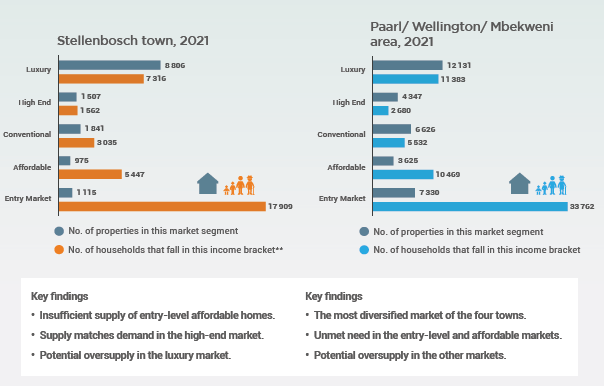 Stellenbosch town, 2021
Luxury
8 806
7 316
High End
1 507
1 562
Conventional
1 841
3 035
Affordable
975
5 447
Entry Market
1 115
17 909
No. of properties in this market segment
No. of households that fall in this income bracket**
Paarl/ Wellington/ Mbekweni
area, 2021
Luxury
12 131
11 383
High End
4 347
2 680
Conventional
6 626
5 532
Affordable
3 625
10 469
Entry Market
7 330
33 762
No. of properties in this market segment
No. of households that fall in this income bracket
Key findings
• Insufficient supply of entry-level affordable homes.
• Supply matches demand in the high-end market.
• Potential oversupply in the luxury market.
Key findings
• The most diversified market of the four towns.
• Unmet need in the entry-level and affordable markets.
• Potential oversupply in the other markets.